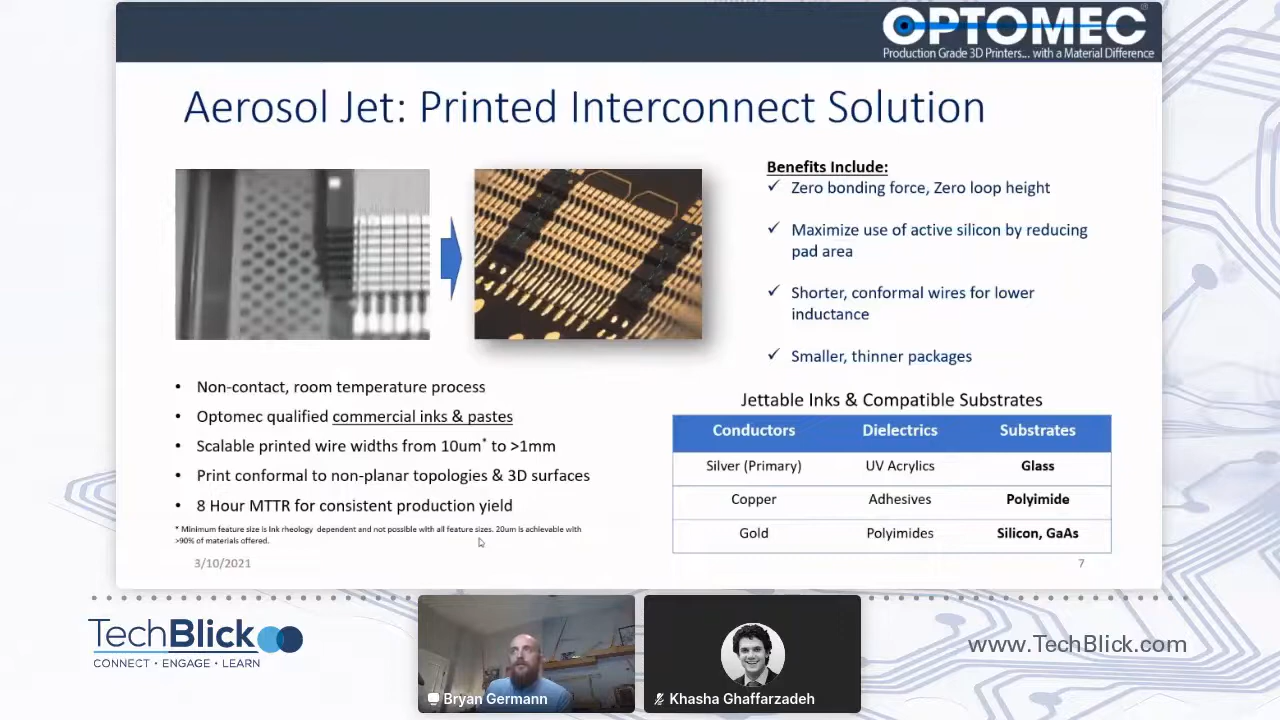 OPTOMEC
Production Grade 3D Printers... with a Material Difference
Aerosol Jet: Printed Interconnect Solution
Benefits Include:
✓ Zero bonding force, Zero loop height
✓ Maximize use of active silicon by reducing
pad area
✓ Shorter, conformal wires for lower
inductance
✓ Smaller, thinner packages
• Non-contact, room temperature process
• Optomec qualified commercial inks & pastes
• Scalable printed wire widths from 10um* to >1mm
• Print conformal to non-planar topologies & 3D surfaces
• 8 Hour MTTR for consistent production yield
* Minimum feature size is Ink rheology dependent and not possible with all feature sizes. 20um is achievable with
>90% of materials offered.
Jettable Inks & Compatible Substrates
Conductors Dielectrics Substrates
Silver (Primary) UV Acrylics Glass
Copper Adhesives Polyimide
Gold Polyimides Silicon, GaAs
3/10/2021
7
TechBlick
CONNECT • ENGAGE • LEARN
Bryan Germann
Khasha Ghaffarzadeh
www.TechBlick.com